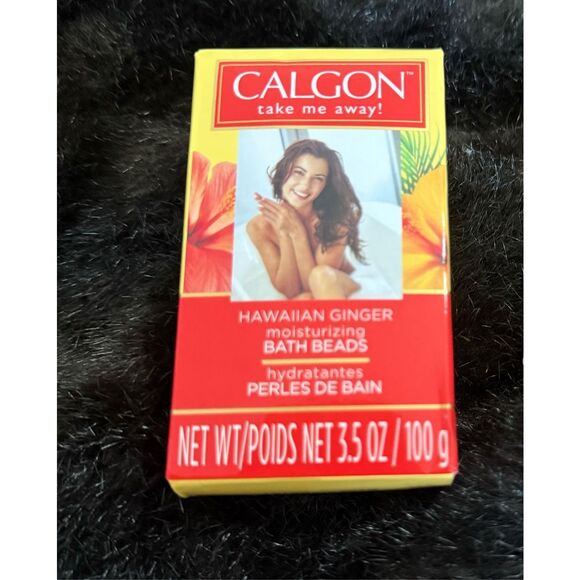 CALGON™
take me away!
HAWAIIAN GINGER
moisturizing
BATH BEADS
hydratantes
PERLES DE BAIN
NET WT/POIDS NET 3.5 OZ / 100 g